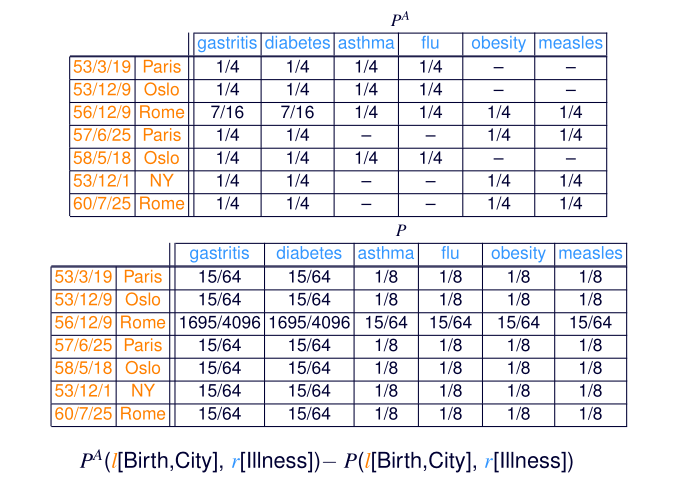 P^A
gastritis diabetes asthma flu obesity measles
53/3/19 Paris 1/4 1/4 1/4 1/4 – –
53/12/9 Oslo 1/4 1/4 1/4 1/4 – –
56/12/9 Rome 7/16 7/16 1/4 1/4 1/4 1/4
57/6/25 Paris 1/4 1/4 – – 1/4 1/4
58/5/18 Oslo 1/4 1/4 1/4 1/4 – –
53/12/1 NY 1/4 1/4 – – 1/4 1/4
60/7/25 Rome 1/4 1/4 – – 1/4 1/4
P
gastritis diabetes asthma flu obesity measles
53/3/19 Paris 15/64 15/64 1/8 1/8 1/8 1/8
53/12/9 Oslo 15/64 15/64 1/8 1/8 1/8 1/8
56/12/9 Rome 1695/4096 1695/4096 15/64 15/64 15/64 15/64
57/6/25 Paris 15/64 15/64 1/8 1/8 1/8 1/8
58/5/18 Oslo 15/64 15/64 1/8 1/8 1/8 1/8
53/12/1 NY 15/64 15/64 1/8 1/8 1/8 1/8
60/7/25 Rome 15/64 15/64 1/8 1/8 1/8 1/8
P^A(l[Birth,City], r[Illness])− P(l[Birth,City], r[Illness])